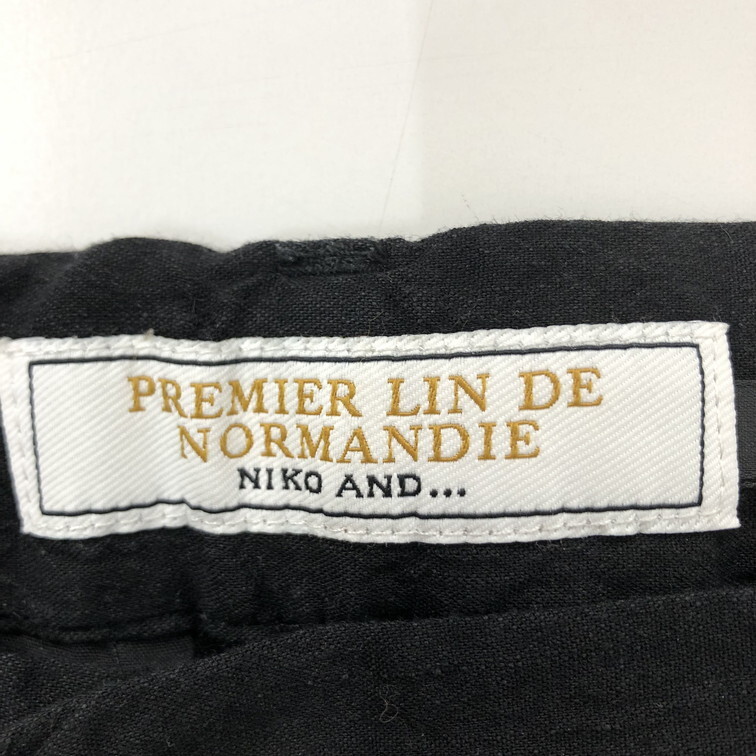 PREMIER LIN DE
NORMANDIE
NIKO AND...